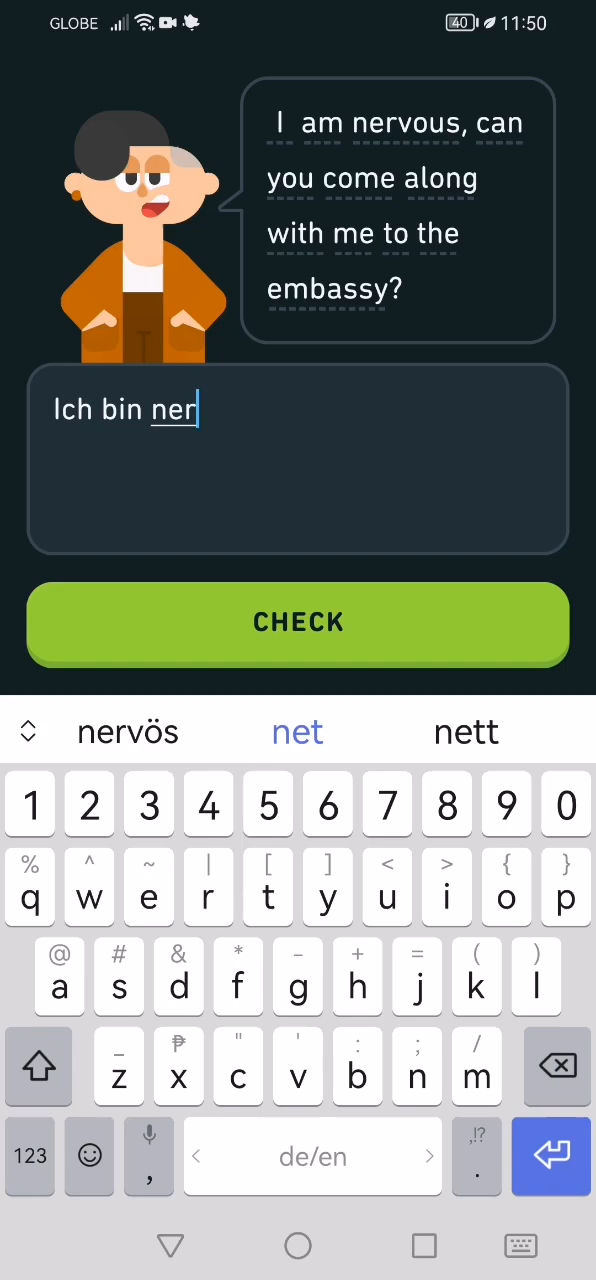 GLOBE 40 11:50
I am nervous, can
you come along
with me to the
embassy?
Ich bin ner
CHECK
nervös net nett
1 2 3 4 5 6 7 8 9 0
% ^ ~ | [ ] < > { }
q w e r t y u i o p
@ # & * - + = ( )
a s d f g h j k l
_ ₱ " ' : ; /
z x c v b n m
123 , de/en ,!? .